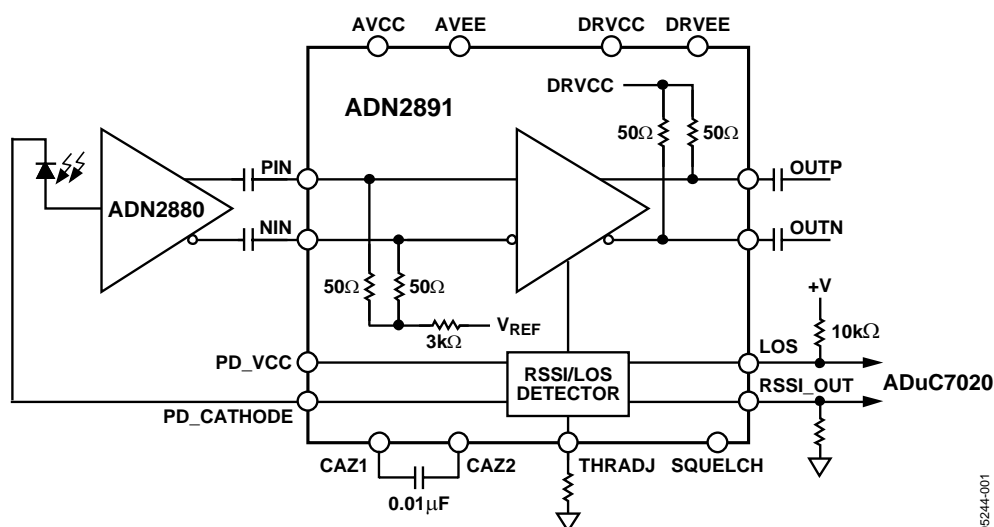 AVCC AVEE DRVCC DRVEE
ADN2891
DRVCC
50Ω 50Ω
ADN2880
PIN
OUTP
NIN
OUTN
50Ω 50Ω
+V
VREF
10kΩ
3kΩ
LOS
PD_VCC
RSSI/LOS
DETECTOR
ADuC7020
RSSI_OUT
PD_CATHODE
CAZ1 CAZ2 THRADJ SQUELCH
0.01μF
05244-001